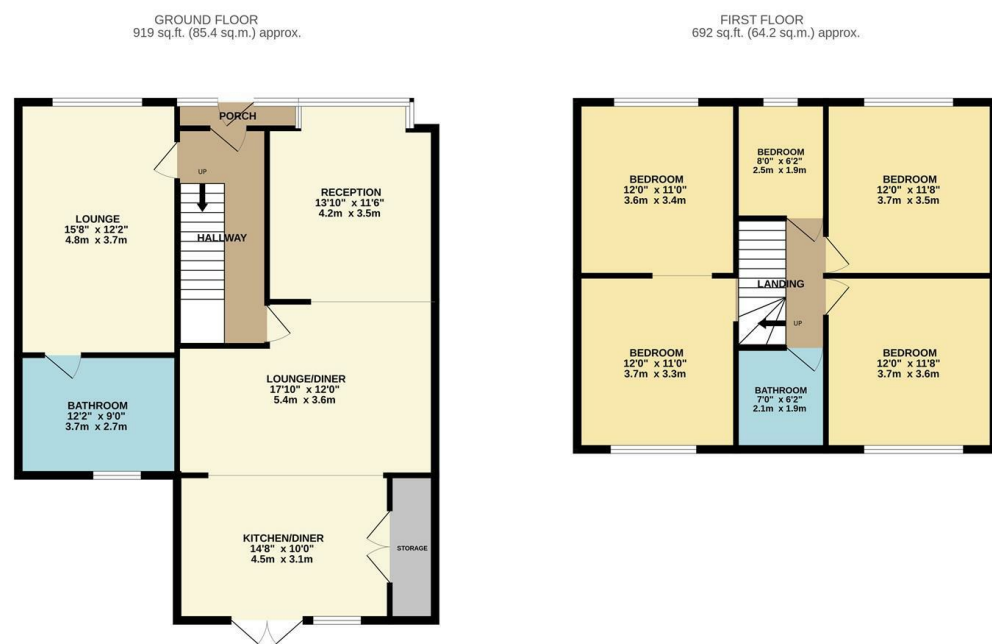 GROUND FLOOR
919 sq.ft. (85.4 sq.m.) approx.
PORCH
UP
HALLWAY
LOUNGE
15'8" x 12'2"
4.8m x 3.7m
RECEPTION
13'10" x 11'6"
4.2m x 3.5m
BATHROOM
12'2" x 9'0"
3.7m x 2.7m
LOUNGE/DINER
17'10" x 12'0"
5.4m x 3.6m
KITCHEN/DINER
14'8" x 10'0"
4.5m x 3.1m
STORAGE
FIRST FLOOR
692 sq.ft. (64.2 sq.m.) approx.
BEDROOM
12'0" x 11'0"
3.6m x 3.4m
BEDROOM
8'0" x 6'2"
2.5m x 1.9m
BEDROOM
12'0" x 11'8"
3.7m x 3.5m
LANDING
UP
BEDROOM
12'0" x 11'0"
3.7m x 3.3m
BATHROOM
7'0" x 6'2"
2.1m x 1.9m
BEDROOM
12'0" x 11'8"
3.7m x 3.6m